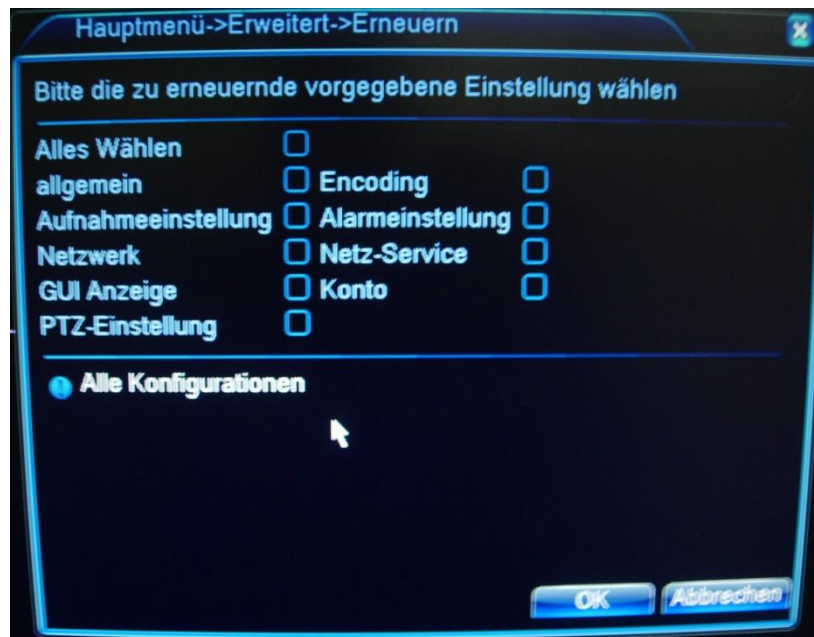 Hauptmenü->Erweitert->Erneuern
Bitte die zu erneuernde vorgegebene Einstellung wählen
Alles Wählen
allgemein Encoding
Aufnahmeeinstellung Alarmeinstellung
Netzwerk Netz-Service
GUI Anzeige Konto
PTZ-Einstellung
Alle Konfigurationen
OK Abbrechen